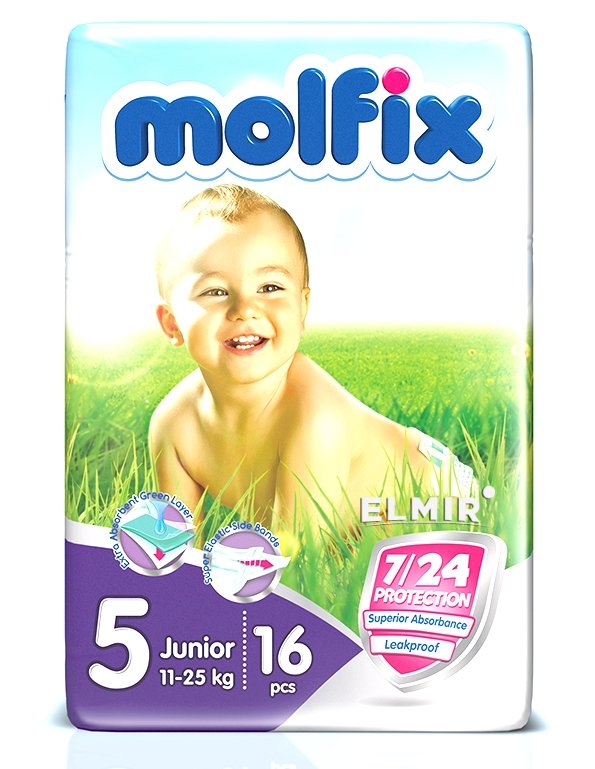 molfix
Extra Absorbent Green Layer
Super Elastic Side Bands
ELMIR
7/24
PROTECTION
Superior Absorbance
Leakproof
5 Junior
11-25 kg
16
pcs